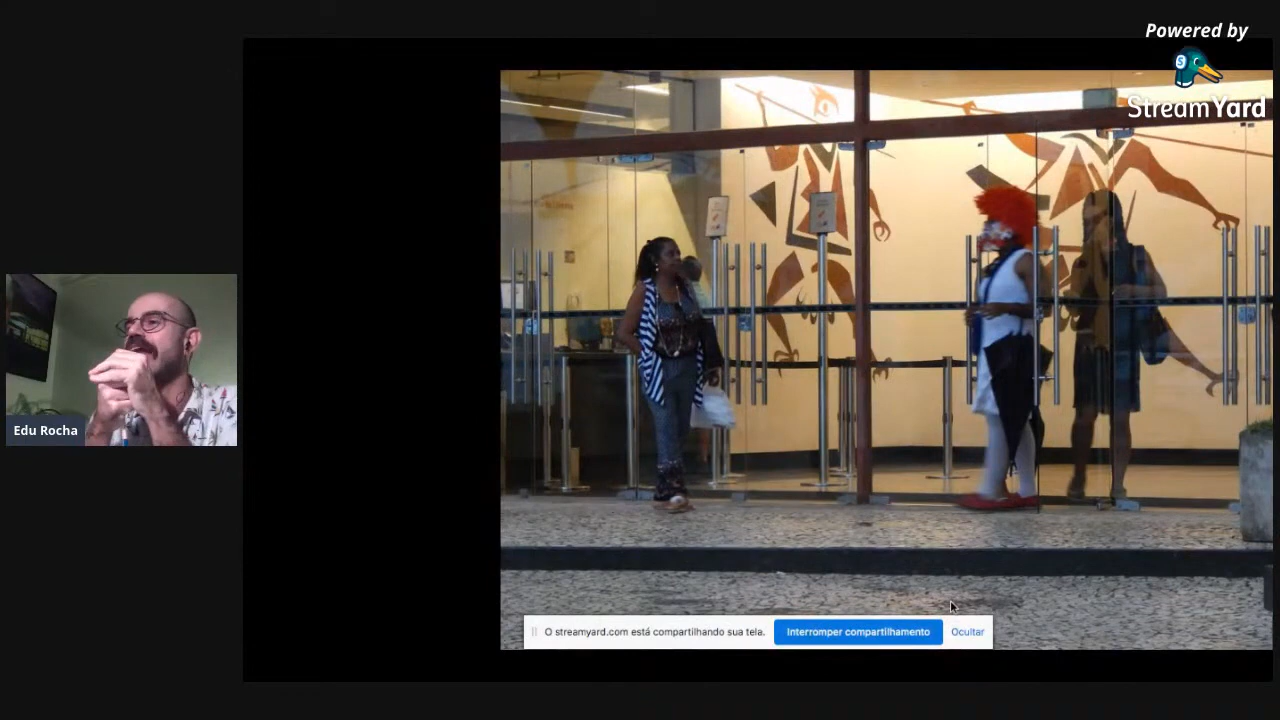 Powered by
StreamYard
Edu Rocha
O streamyard.com está compartilhando sua tela.
Interromper compartilhamento
Ocultar